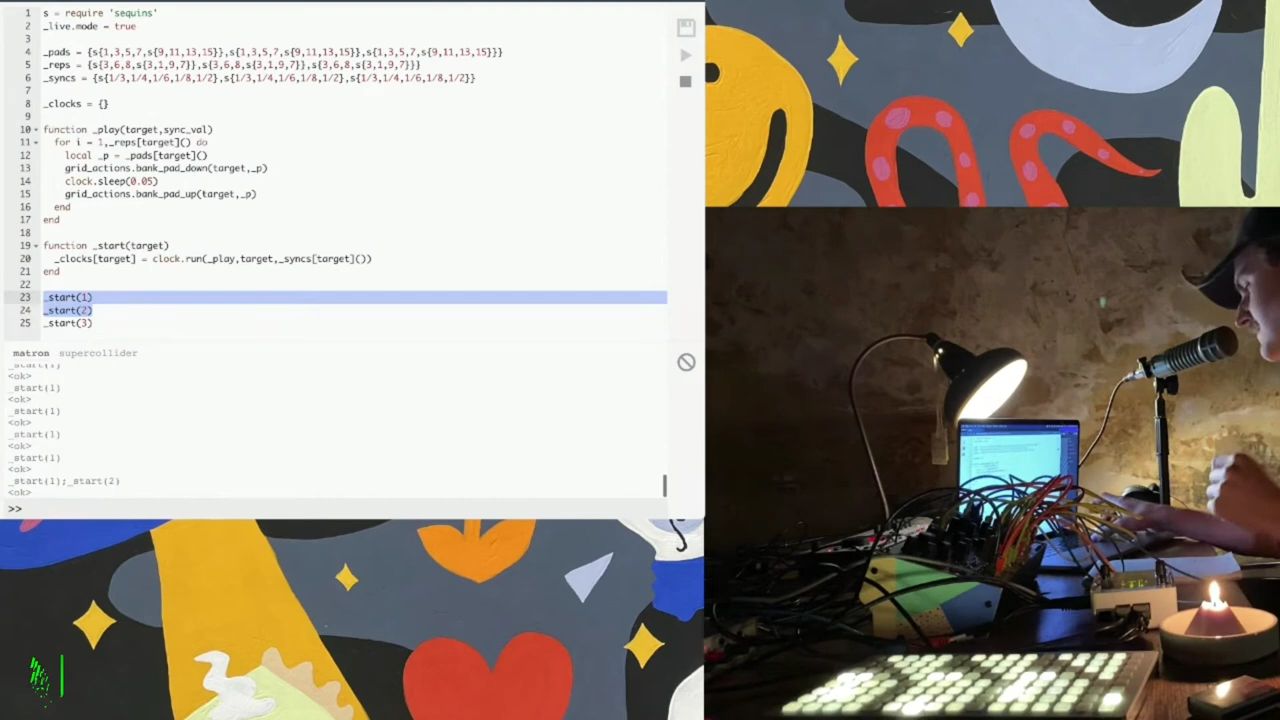 1 s = require 'sequins'
2 _live.mode = true
3
4 _pads = {s{1,3,5,7,s{9,11,13,15}},s{1,3,5,7,s{9,11,13,15}},s{1,3,5,7,s{9,11,13,15}}}
5 _reps = {s{3,6,8,s{3,1,9,7}},s{3,6,8,s{3,1,9,7}},s{3,6,8,s{3,1,9,7}}}
6 _syncs = {s{1/3,1/4,1/6,1/8,1/2},s{1/3,1/4,1/6,1/8,1/2},s{1/3,1/4,1/6,1/8,1/2}}
7
8 _clocks = {}
9
10 function _play(target,sync_val)
11 for i = 1,_reps[target]() do
12 local _p = _pads[target]()
13 grid_actions.bank_pad_down(target,_p)
14 clock.sleep(0.05)
15 grid_actions.bank_pad_up(target,_p)
16 end
17 end
18
19 function _start(target)
20 _clocks[target] = clock.run(_play,target,_syncs[target]())
21 end
22
23 _start(1)
24 _start(2)
25 _start(3)
matron supercollider
_start(1)
<ok>
_start(1)
<ok>
_start(1)
<ok>
_start(1)
<ok>
_start(1)
<ok>
_start(1);_start(2)
<ok>
>>